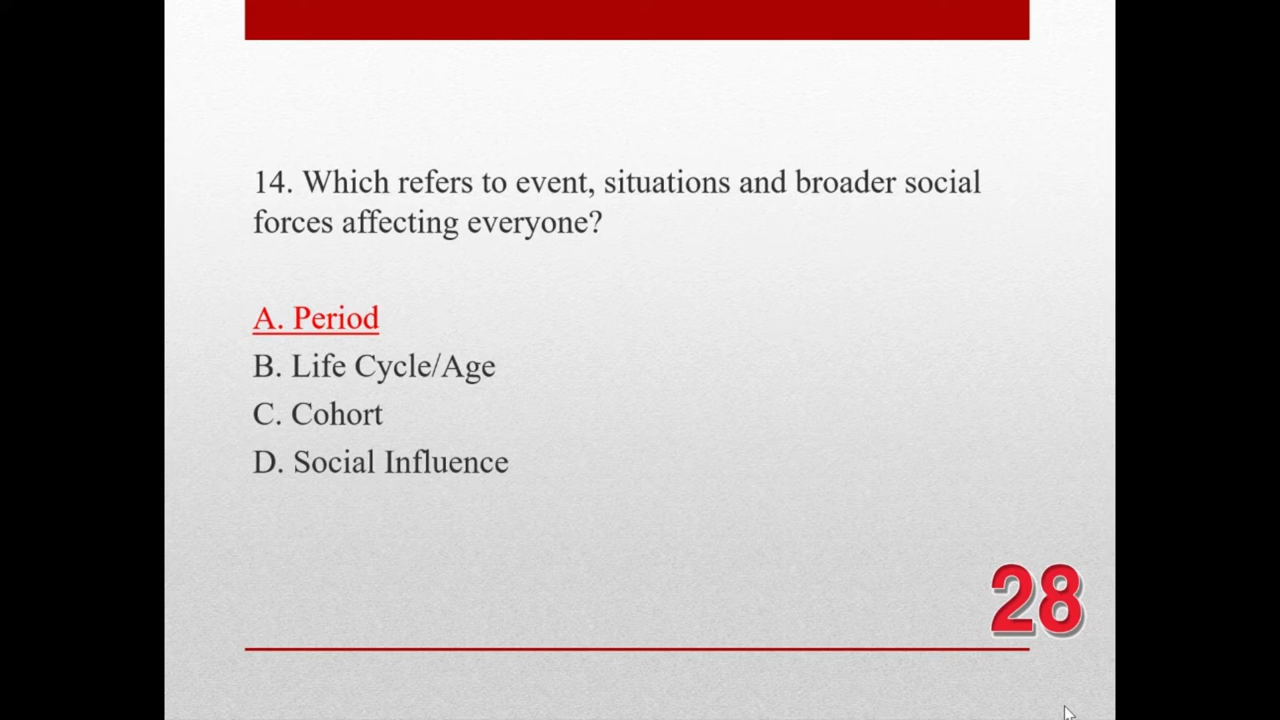 14. Which refers to event, situations and broader social
forces affecting everyone?
A. Period
B. Life Cycle/Age
C. Cohort
D. Social Influence
28